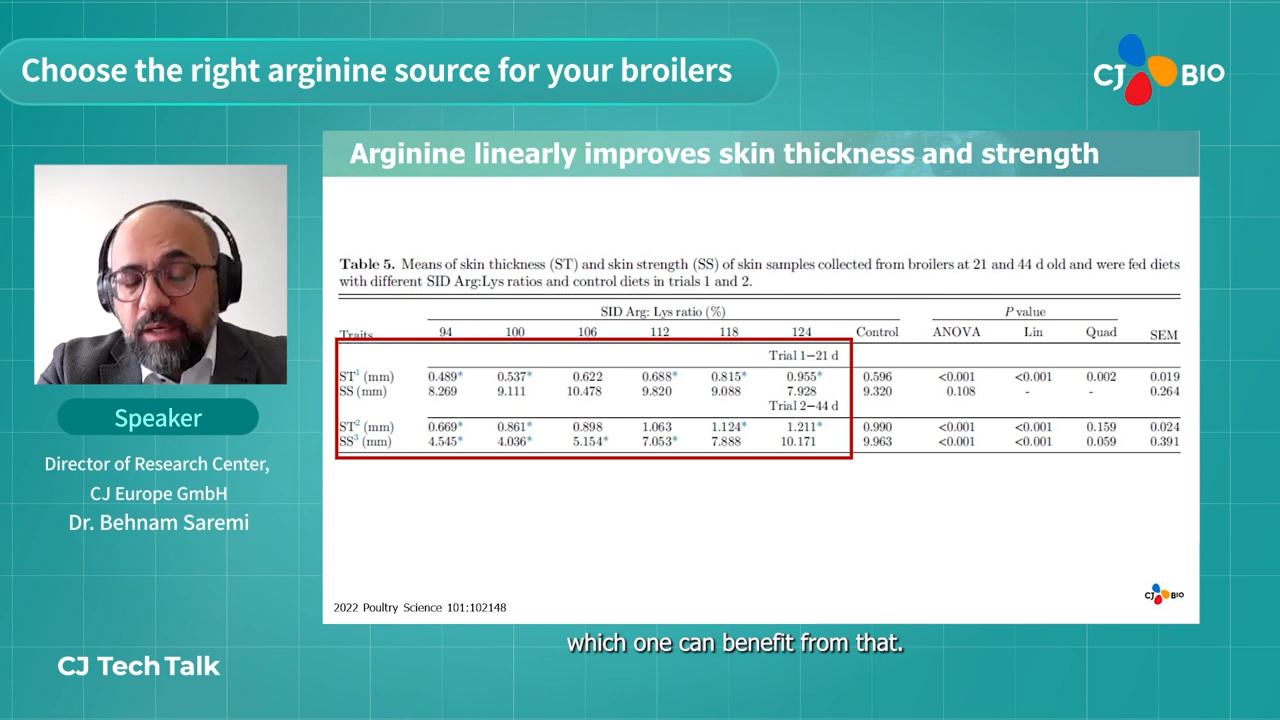 Choose the right arginine source for your broilers
CJ BIO
Arginine linearly improves skin thickness and strength
Table 5. Means of skin thickness (ST) and skin strength (SS) of skin samples collected from broilers at 21 and 44 d old and were fed diets
with different SID Arg:Lys ratios and control diets in trials 1 and 2.
SID Arg: Lys ratio (%) P value
Traits 94 100 106 112 118 124 Control ANOVA Lin Quad SEM
Trial 1–21 d
ST¹ (mm) 0.489* 0.537* 0.622 0.688* 0.815* 0.955* 0.596 <0.001 <0.001 0.002 0.019
SS (mm) 8.269 9.111 10.478 9.820 9.088 7.928 9.320 0.108 - - 0.264
Trial 2–44 d
ST² (mm) 0.669* 0.861* 0.898 1.063 1.124* 1.211* 0.990 <0.001 <0.001 0.159 0.024
SS³ (mm) 4.545* 4.036* 5.154* 7.053* 7.888 10.171 9.963 <0.001 <0.001 0.059 0.391
2022 Poultry Science 101:102148
CJ BIO
Speaker
Director of Research Center,
CJ Europe GmbH
Dr. Behnam Saremi
which one can benefit from that.
CJ Tech Talk